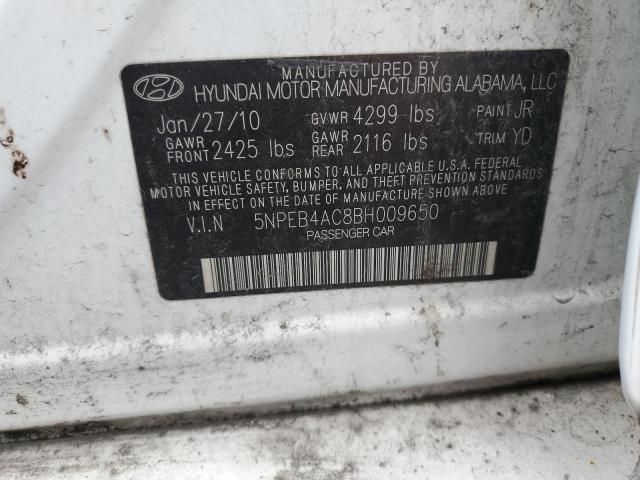 MANUFACTURED BY
HYUNDAI MOTOR MANUFACTURING ALABAMA, LLC
Jan/27/10 GVWR 4299 lbs PAINT JR
GAWR FRONT 2425 lbs GAWR REAR 2116 lbs TRIM YD
THIS VEHICLE CONFORMS TO ALL APPLICABLE U.S.A. FEDERAL
MOTOR VEHICLE SAFETY, BUMPER, AND THEFT PREVENTION STANDARDS
IN EFFECT ON THE DATE OF MANUFACTURE SHOWN ABOVE
V.I.N 5NPEB4AC8BH009650
PASSENGER CAR